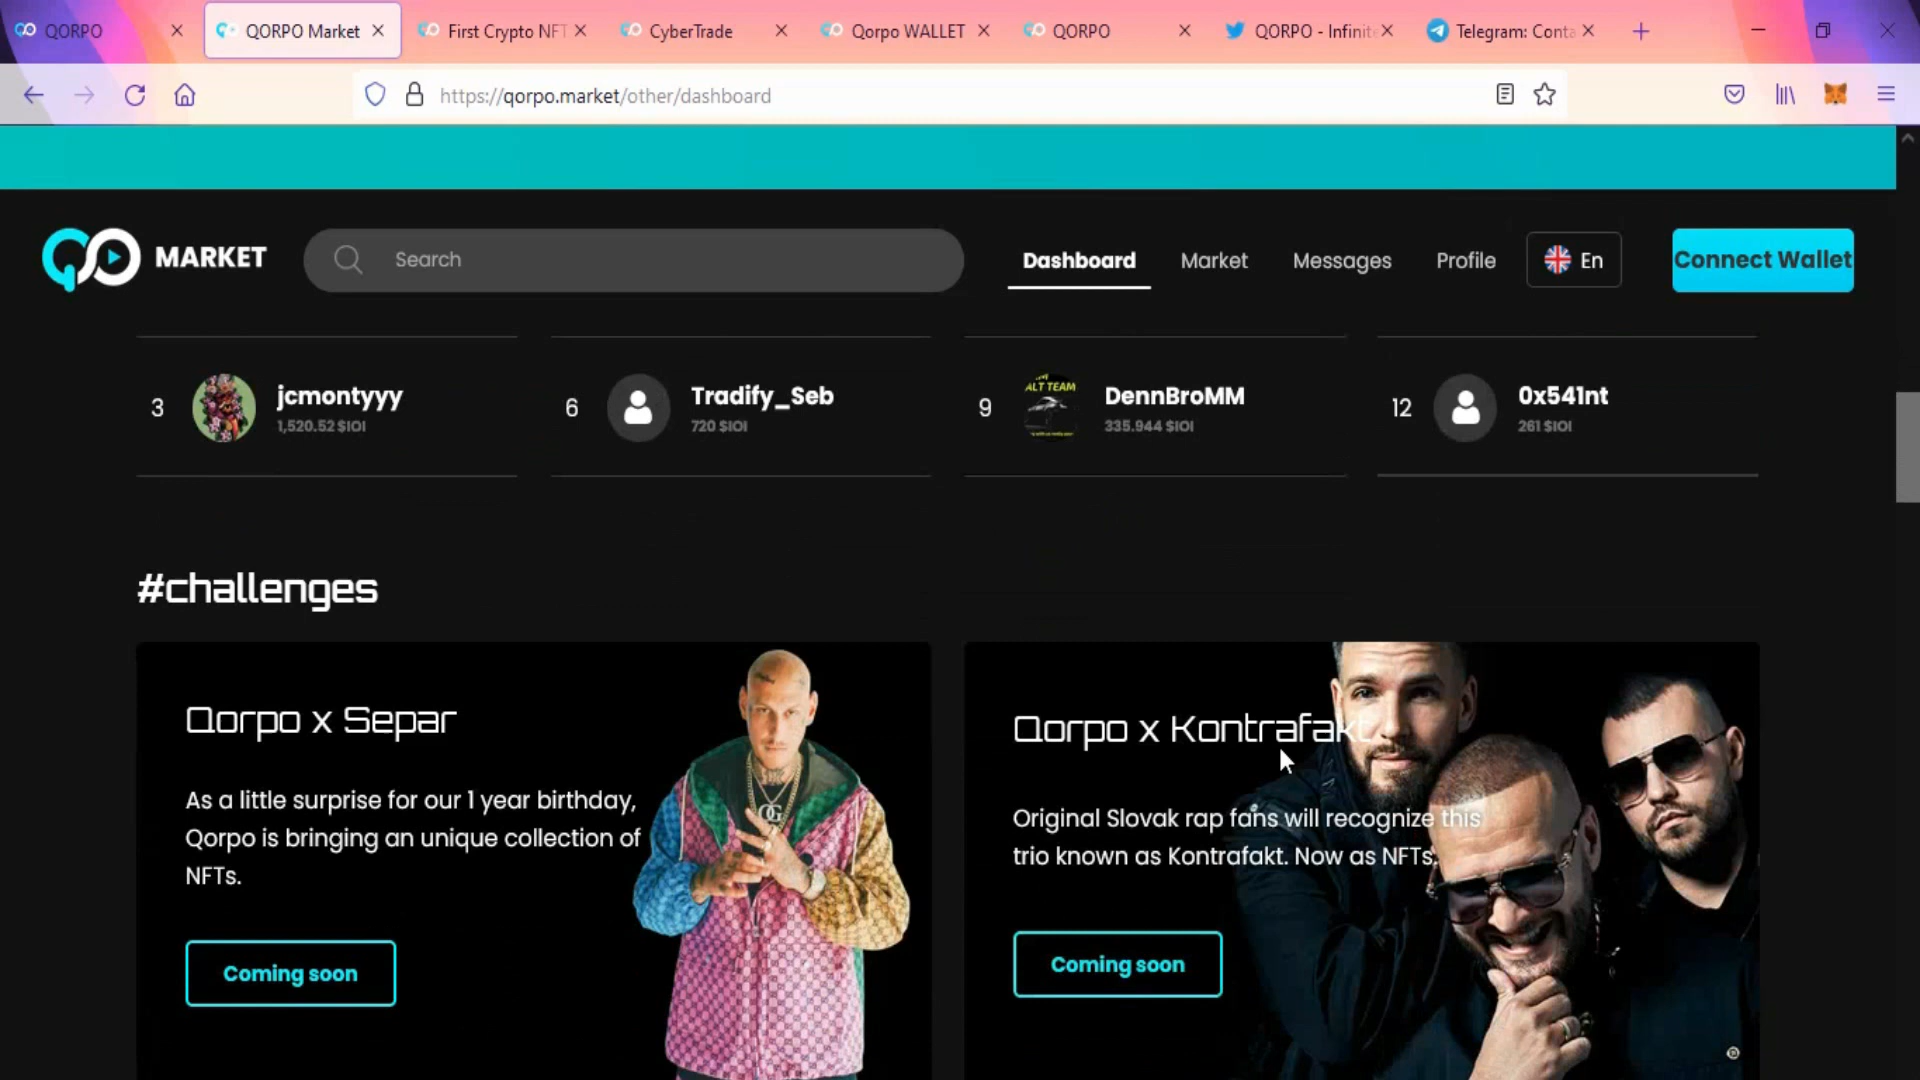 QORPO
QORPO Market
First Crypto NFT
CyberTrade
Qorpo WALLET
QORPO
QORPO - Infinit
Telegram: Conta
https://qorpo.market/other/dashboard
MARKET
Search
Dashboard
Market
Messages
Profile
En
Connect Wallet
3
jcmontyyy
1,520.52 $IOI
6
Tradify_Seb
720 $IOI
9
ALT TEAM
DennBroMM
335.944 $IOI
12
0x541nt
261 $IOI
#challenges
Qorpo x Separ
As a little surprise for our 1 year birthday,
Qorpo is bringing an unique collection of
NFTs.
Coming soon
Qorpo x Kontrafakt
Original Slovak rap fans will recognize this
trio known as Kontrafakt. Now as NFTs.
Coming soon